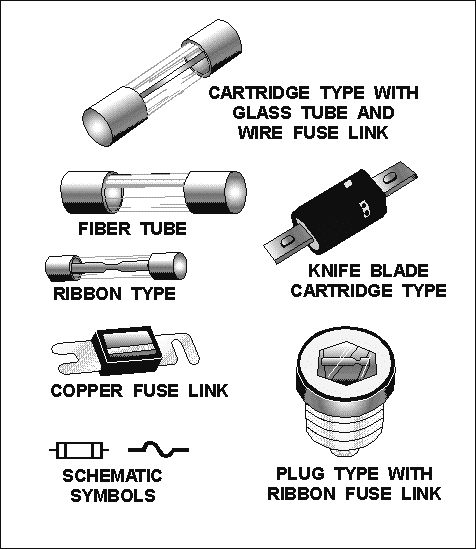 CARTRIDGE TYPE WITH
GLASS TUBE AND
WIRE FUSE LINK
FIBER TUBE
KNIFE BLADE
CARTRIDGE TYPE
RIBBON TYPE
COPPER FUSE LINK
SCHEMATIC
SYMBOLS
PLUG TYPE WITH
RIBBON FUSE LINK